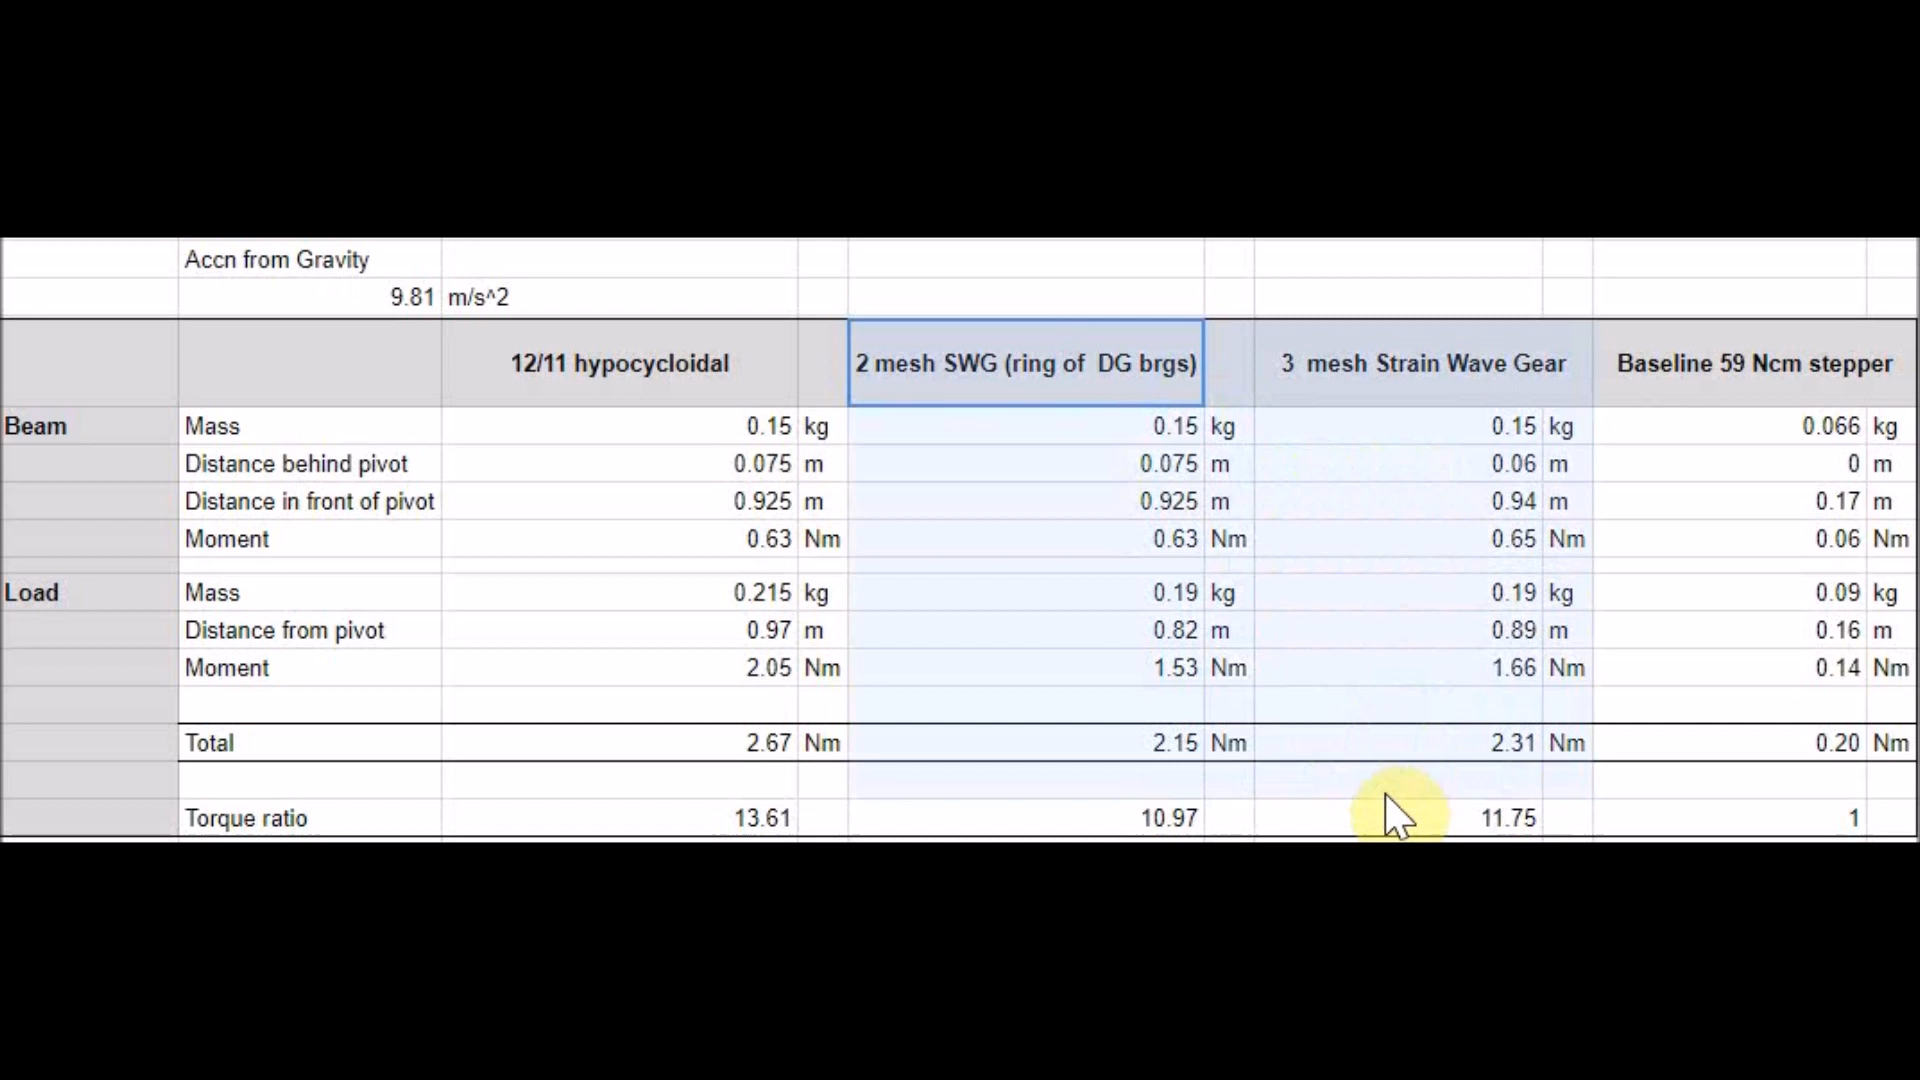 Accn from Gravity
9.81 m/s^2
12/11 hypocycloidal 2 mesh SWG (ring of DG brgs) 3 mesh Strain Wave Gear Baseline 59 Ncm stepper
Beam Mass 0.15 kg 0.15 kg 0.15 kg 0.066 kg
Distance behind pivot 0.075 m 0.075 m 0.06 m 0 m
Distance in front of pivot 0.925 m 0.925 m 0.94 m 0.17 m
Moment 0.63 Nm 0.63 Nm 0.65 Nm 0.06 Nm
Load Mass 0.215 kg 0.19 kg 0.19 kg 0.09 kg
Distance from pivot 0.97 m 0.82 m 0.89 m 0.16 m
Moment 2.05 Nm 1.53 Nm 1.66 Nm 0.14 Nm
Total 2.67 Nm 2.15 Nm 2.31 Nm 0.20 Nm
Torque ratio 13.61 10.97 11.75 1